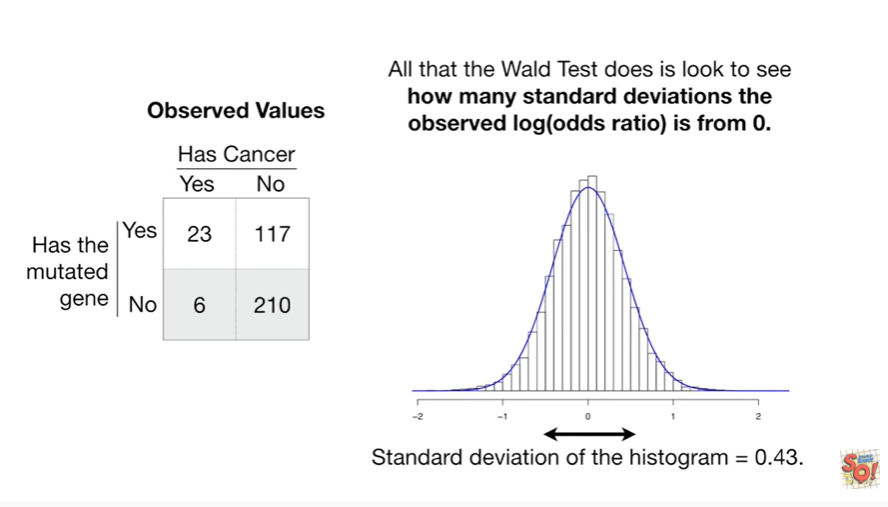 All that the Wald Test does is look to see
how many standard deviations the
observed log(odds ratio) is from 0.
Observed Values
Has Cancer
Yes No
Has the
mutated
gene
Yes 23 117
No 6 210
-2 -1 0 1 2
Standard deviation of the histogram = 0.43.
SO!